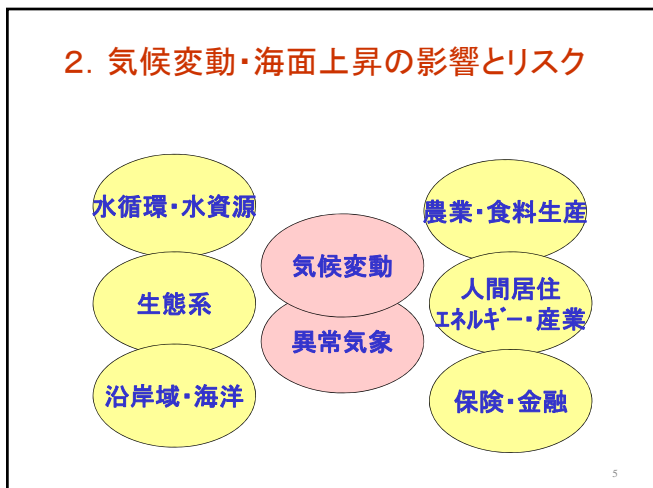 ２．気候変動・海面上昇の影響とリスク
水循環・水資源
生態系
沿岸域・海洋
気候変動
異常気象
農業・食料生産
人間居住
ｴﾈﾙｷﾞｰ・産業
保険・金融
5